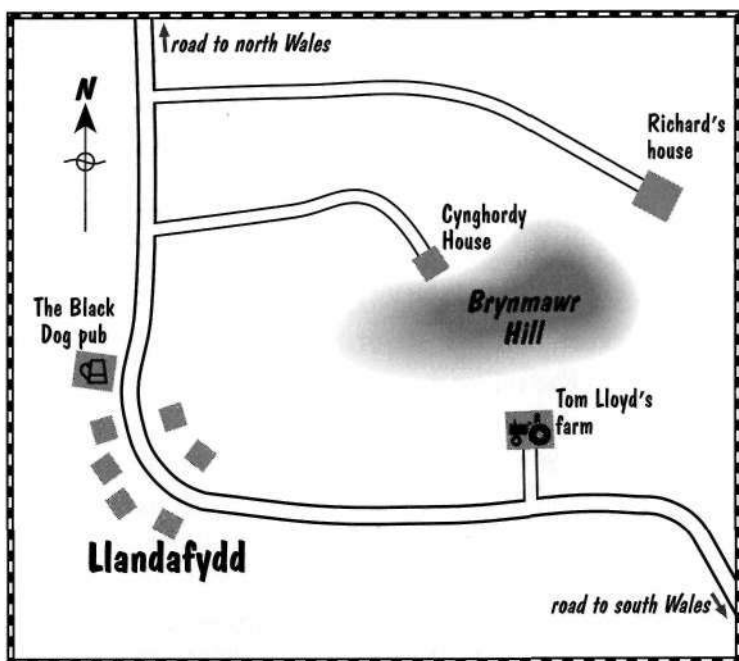 road to north Wales
N
Richard's
house
Cynghordy
House
The Black
Dog pub
Brynmawr
Hill
Tom Lloyd's
farm
Llandafydd
road to south Wales